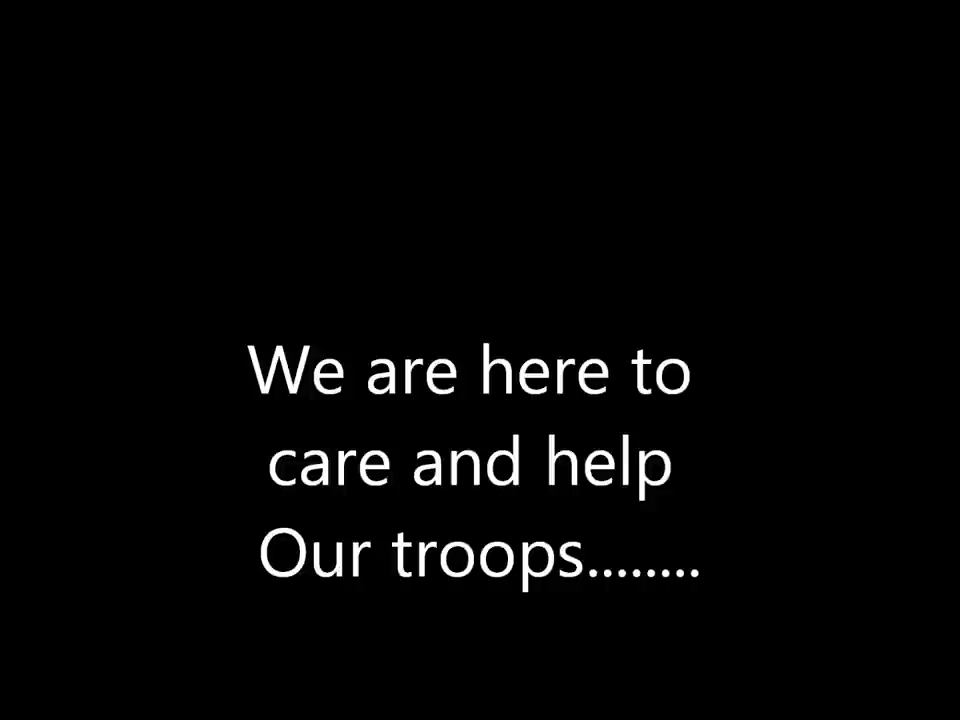 We are here to
care and help
Our troops........